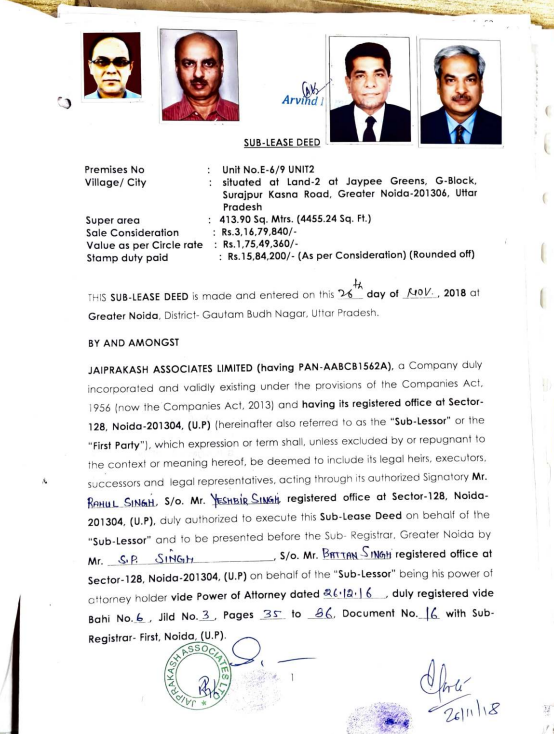 Arvind
SUB-LEASE DEED
Premises No : Unit No.E-6/9 UNIT2
Village/ City : situated at Land-2 at Jaypee Greens, G-Block,
Surajpur Kasna Road, Greater Noida-201306, Uttar
Pradesh
Super area : 413.90 Sq. Mtrs. (4455.24 Sq. Ft.)
Sale Consideration : Rs.3,16,79,840/-
Value as per Circle rate : Rs.1,75,49,360/-
Stamp duty paid : Rs.15,84,200/- (As per Consideration) (Rounded off)
THIS SUB-LEASE DEED is made and entered on this 26th day of NOV., 2018 at
Greater Noida, District- Gautam Budh Nagar, Uttar Pradesh.
BY AND AMONGST
JAIPRAKASH ASSOCIATES LIMITED (having PAN-AABCB1562A), a Company duly
incorporated and validly existing under the provisions of the Companies Act,
1956 (now the Companies Act, 2013) and having its registered office at Sector-
128, Noida-201304, (U.P) (hereinafter also referred to as the "Sub-Lessor" or the
"First Party"), which expression or term shall, unless excluded by or repugnant to
the context or meaning hereof, be deemed to include its legal heirs, executors,
successors and legal representatives, acting through its authorized Signatory Mr.
RAHUL SINGH, S/o. Mr. YESHBIR SINGH registered office at Sector-128, Noida-
201304, (U.P), duly authorized to execute this Sub-Lease Deed on behalf of the
"Sub-Lessor" and to be presented before the Sub- Registrar, Greater Noida by
Mr. S.P. SINGH, S/o. Mr. SINGH registered office at
Sector-128, Noida-201304, (U.P) on behalf of the "Sub-Lessor" being his power of
attorney holder vide Power of Attorney dated 26.12.16, duly registered vide
Bahi No. 6, Jild No. 3, Pages 35 to 86, Document No. 16 with Sub-
Registrar- First, Noida, (U.P).
JAIPRAKASH ASSOCIATES LTD
26/11/18